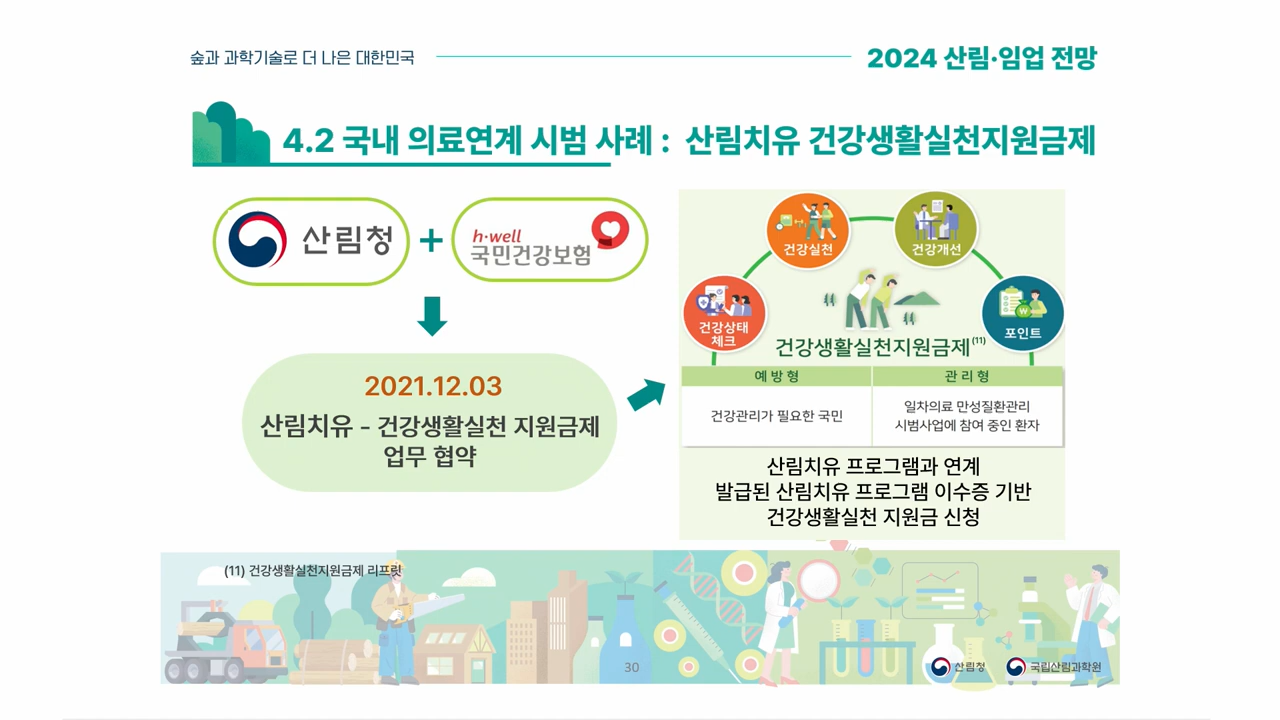 숲과 과학기술로 더 나은 대한민국
2024 산림·임업 전망
4.2 국내 의료연계 시범 사례 : 산림치유 건강생활실천지원금제
산림청
+
h·well
국민건강보험
2021.12.03
산림치유 - 건강생활실천 지원금제
업무 협약
건강실천
건강개선
건강상태
체크
포인트
건강생활실천지원금제(11)
예방형
관리형
건강관리가 필요한 국민
일차의료 만성질환관리
시범사업에 참여 중인 환자
산림치유 프로그램과 연계
발급된 산림치유 프로그램 이수증 기반
건강생활실천 지원금 신청
(11) 건강생활실천지원금제 리프릿
30
산림청
국립산림과학원